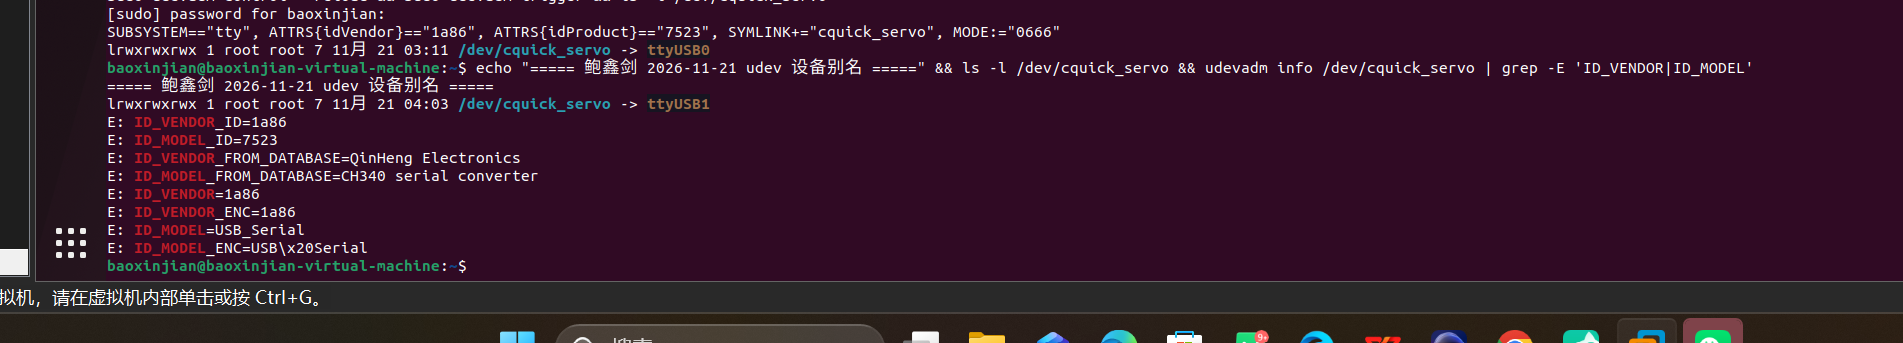 [sudo] password for baoxinjian:
SUBSYSTEM=="tty", ATTRS{idVendor}=="1a86", ATTRS{idProduct}=="7523", SYMLINK+="cquick_servo", MODE:="0666"
lrwxrwxrwx 1 root root 7 11月 21 03:11 /dev/cquick_servo -> ttyUSB0
baoxinjian@baoxinjian-virtual-machine:~$ echo "===== 鲍鑫剑 2026-11-21 udev 设备别名 =====" && ls -l /dev/cquick_servo && udevadm info /dev/cquick_servo | grep -E 'ID_VENDOR|ID_MODEL'
===== 鲍鑫剑 2026-11-21 udev 设备别名 =====
lrwxrwxrwx 1 root root 7 11月 21 04:03 /dev/cquick_servo -> ttyUSB1
E: ID_VENDOR_ID=1a86
E: ID_MODEL_ID=7523
E: ID_VENDOR_FROM_DATABASE=QinHeng Electronics
E: ID_MODEL_FROM_DATABASE=CH340 serial converter
E: ID_VENDOR=1a86
E: ID_VENDOR_ENC=1a86
E: ID_MODEL=USB_Serial
E: ID_MODEL_ENC=USB\x20Serial
baoxinjian@baoxinjian-virtual-machine:~$
拟机，请在虚拟机内部单击或按 Ctrl+G。
9+